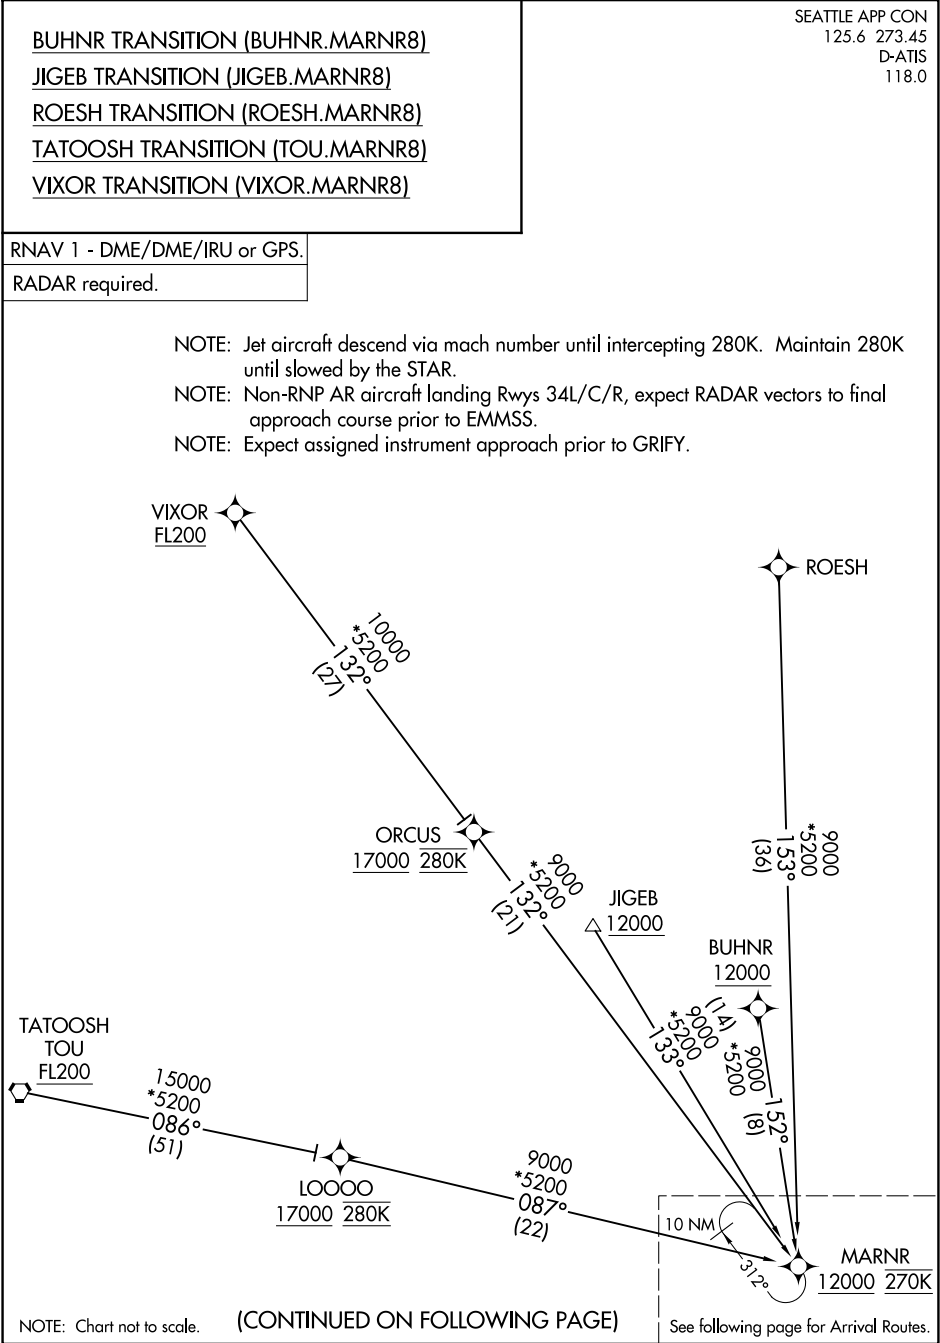 BUHNR TRANSITION (BUHNR.MARNR8)
JIGEB TRANSITION (JIGEB.MARNR8)
ROESH TRANSITION (ROESH.MARNR8)
TATOOSH TRANSITION (TOU.MARNR8)
VIXOR TRANSITION (VIXOR.MARNR8)
SEATTLE APP CON
125.6 273.45
D-ATIS
118.0
RNAV 1 - DME/DME/IRU or GPS.
RADAR required.
NOTE: Jet aircraft descend via mach number until intercepting 280K. Maintain 280K
until slowed by the STAR.
NOTE: Non-RNP AR aircraft landing Rwys 34L/C/R, expect RADAR vectors to final
approach course prior to EMMSS.
NOTE: Expect assigned instrument approach prior to GRIFY.
VIXOR
FL200
ROESH
10000
*5200
132°
(27)
ORCUS
17000 280K
9000
*5200
132°
(21)
9000
*5200
153°
(36)
JIGEB
12000
BUHNR
12000
(14)
9000
*5200
133°
9000
*5200
152°
(8)
TATOOSH
TOU
FL200
15000
*5200
086°
(51)
LOOOO
17000 280K
9000
*5200
087°
(22)
10 NM
312°
MARNR
12000 270K
NOTE: Chart not to scale.
(CONTINUED ON FOLLOWING PAGE)
See following page for Arrival Routes.